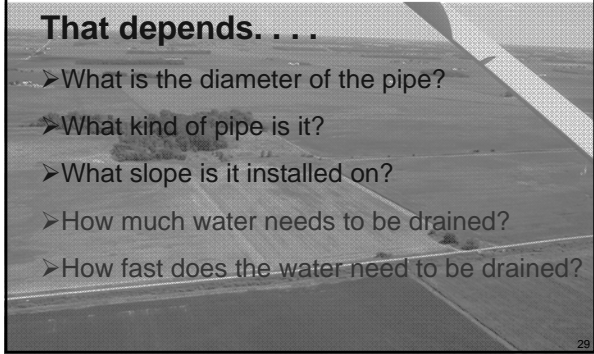 That depends. . . .
➢What is the diameter of the pipe?
➢What kind of pipe is it?
➢What slope is it installed on?
➢How much water needs to be drained?
➢How fast does the water need to be drained?
29